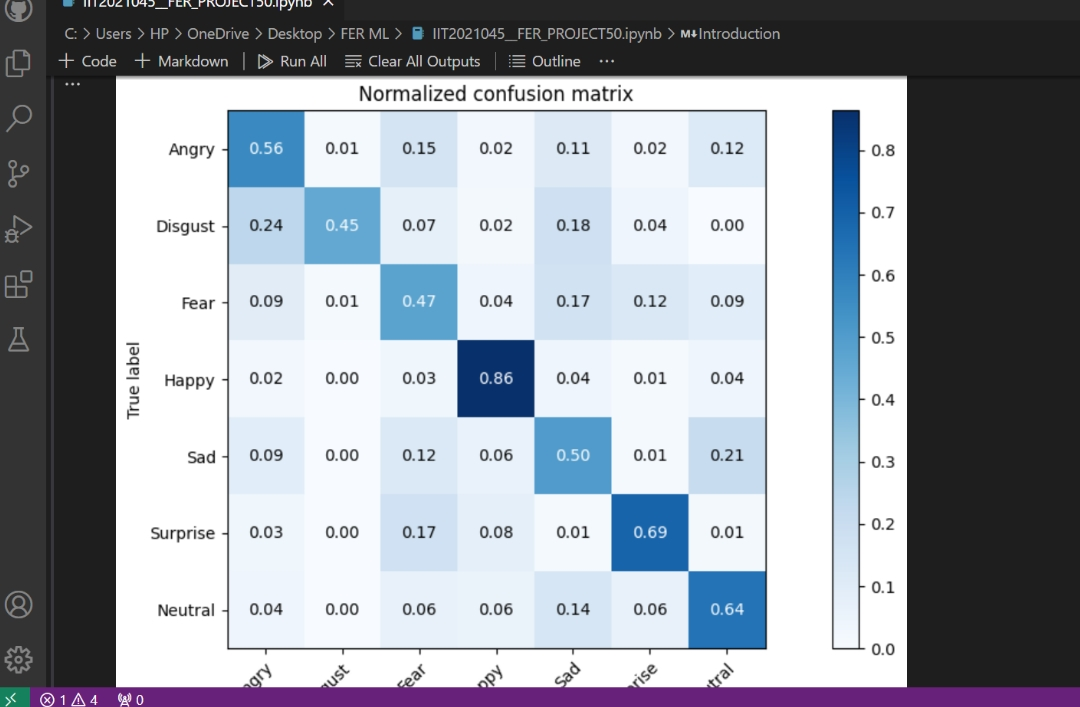 IIT2021045__FER_PROJECT50.ipynb ×
C: > Users > HP > OneDrive > Desktop > FER ML > IIT2021045__FER_PROJECT50.ipynb > M↓Introduction
+ Code + Markdown | Run All Clear All Outputs | Outline ...
...
Normalized confusion matrix
Angry 0.56 0.01 0.15 0.02 0.11 0.02 0.12
Disgust 0.24 0.45 0.07 0.02 0.18 0.04 0.00
Fear 0.09 0.01 0.47 0.04 0.17 0.12 0.09
Happy 0.02 0.00 0.03 0.86 0.04 0.01 0.04
Sad 0.09 0.00 0.12 0.06 0.50 0.01 0.21
Surprise 0.03 0.00 0.17 0.08 0.01 0.69 0.01
Neutral 0.04 0.00 0.06 0.06 0.14 0.06 0.64
True label
0.8
0.7
0.6
0.5
0.4
0.3
0.2
0.1
0.0
ngry ust Fear ppy Sad rise tral
1 4 0